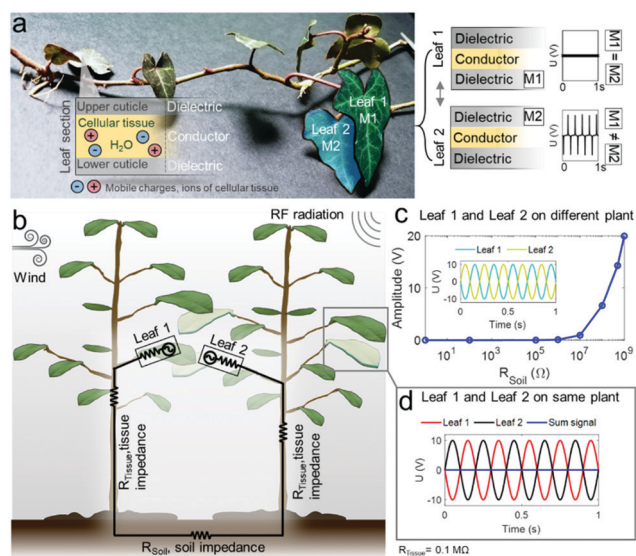 a
Leaf section
Upper cuticle
Dielectric
Cellular tissue
H₂O
Conductor
Lower cuticle
Dielectric
Mobile charges, ions of cellular tissue
Leaf 1
M1
Leaf 2
M2
Leaf 1
Dielectric
Conductor
Dielectric
M1
U (V)
0
1s
M1 = M2
Leaf 2
Dielectric
M2
Conductor
Dielectric
U (V)
0
1s
M1 ≠ M2
b
RF radiation
Wind
Leaf 1
Leaf 2
R_Tissue, tissue
impedance
R_Tissue, tissue
impedance
R_Soil, soil impedance
c
Leaf 1 and Leaf 2 on different plant
Amplitude (V)
20
15
10
5
0
Leaf 1
Leaf 2
U (V)
10
0
-10
0
0.5
1
Time (s)
10¹
10³
10⁵
10⁷
10⁹
R_Soil (Ω)
d
Leaf 1 and Leaf 2 on same plant
Leaf 1
Leaf 2
Sum signal
U (V)
10
0
-10
0
0.5
1
Time (s)
R_Tissue = 0.1 MΩ